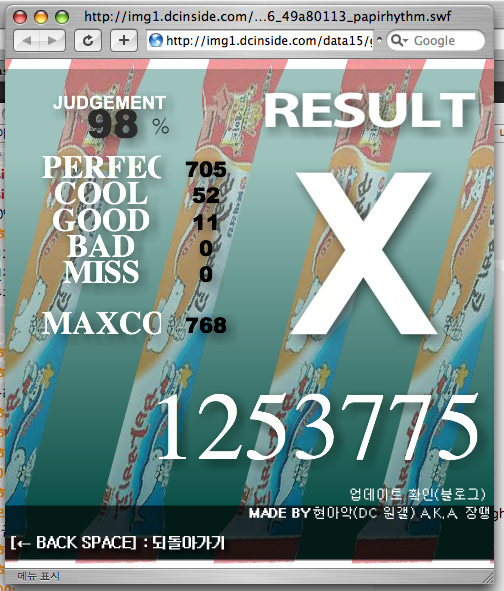 http://img1.dcinside.com/...6_49a80113_papirhythm.swf
http://img1.dcinside.com/data15/
Google
JUDGEMENT
98 %
RESULT
PERFEC 705
COOL 52
GOOD 11
BAD 0
MISS 0
X
MAXCO 768
1253775
업데이트 확인(블로그)
MADE BY현아악(DC 원갤) A.K.A. 장땡
[← BACK SPACE] : 되돌아가기
메뉴 표시